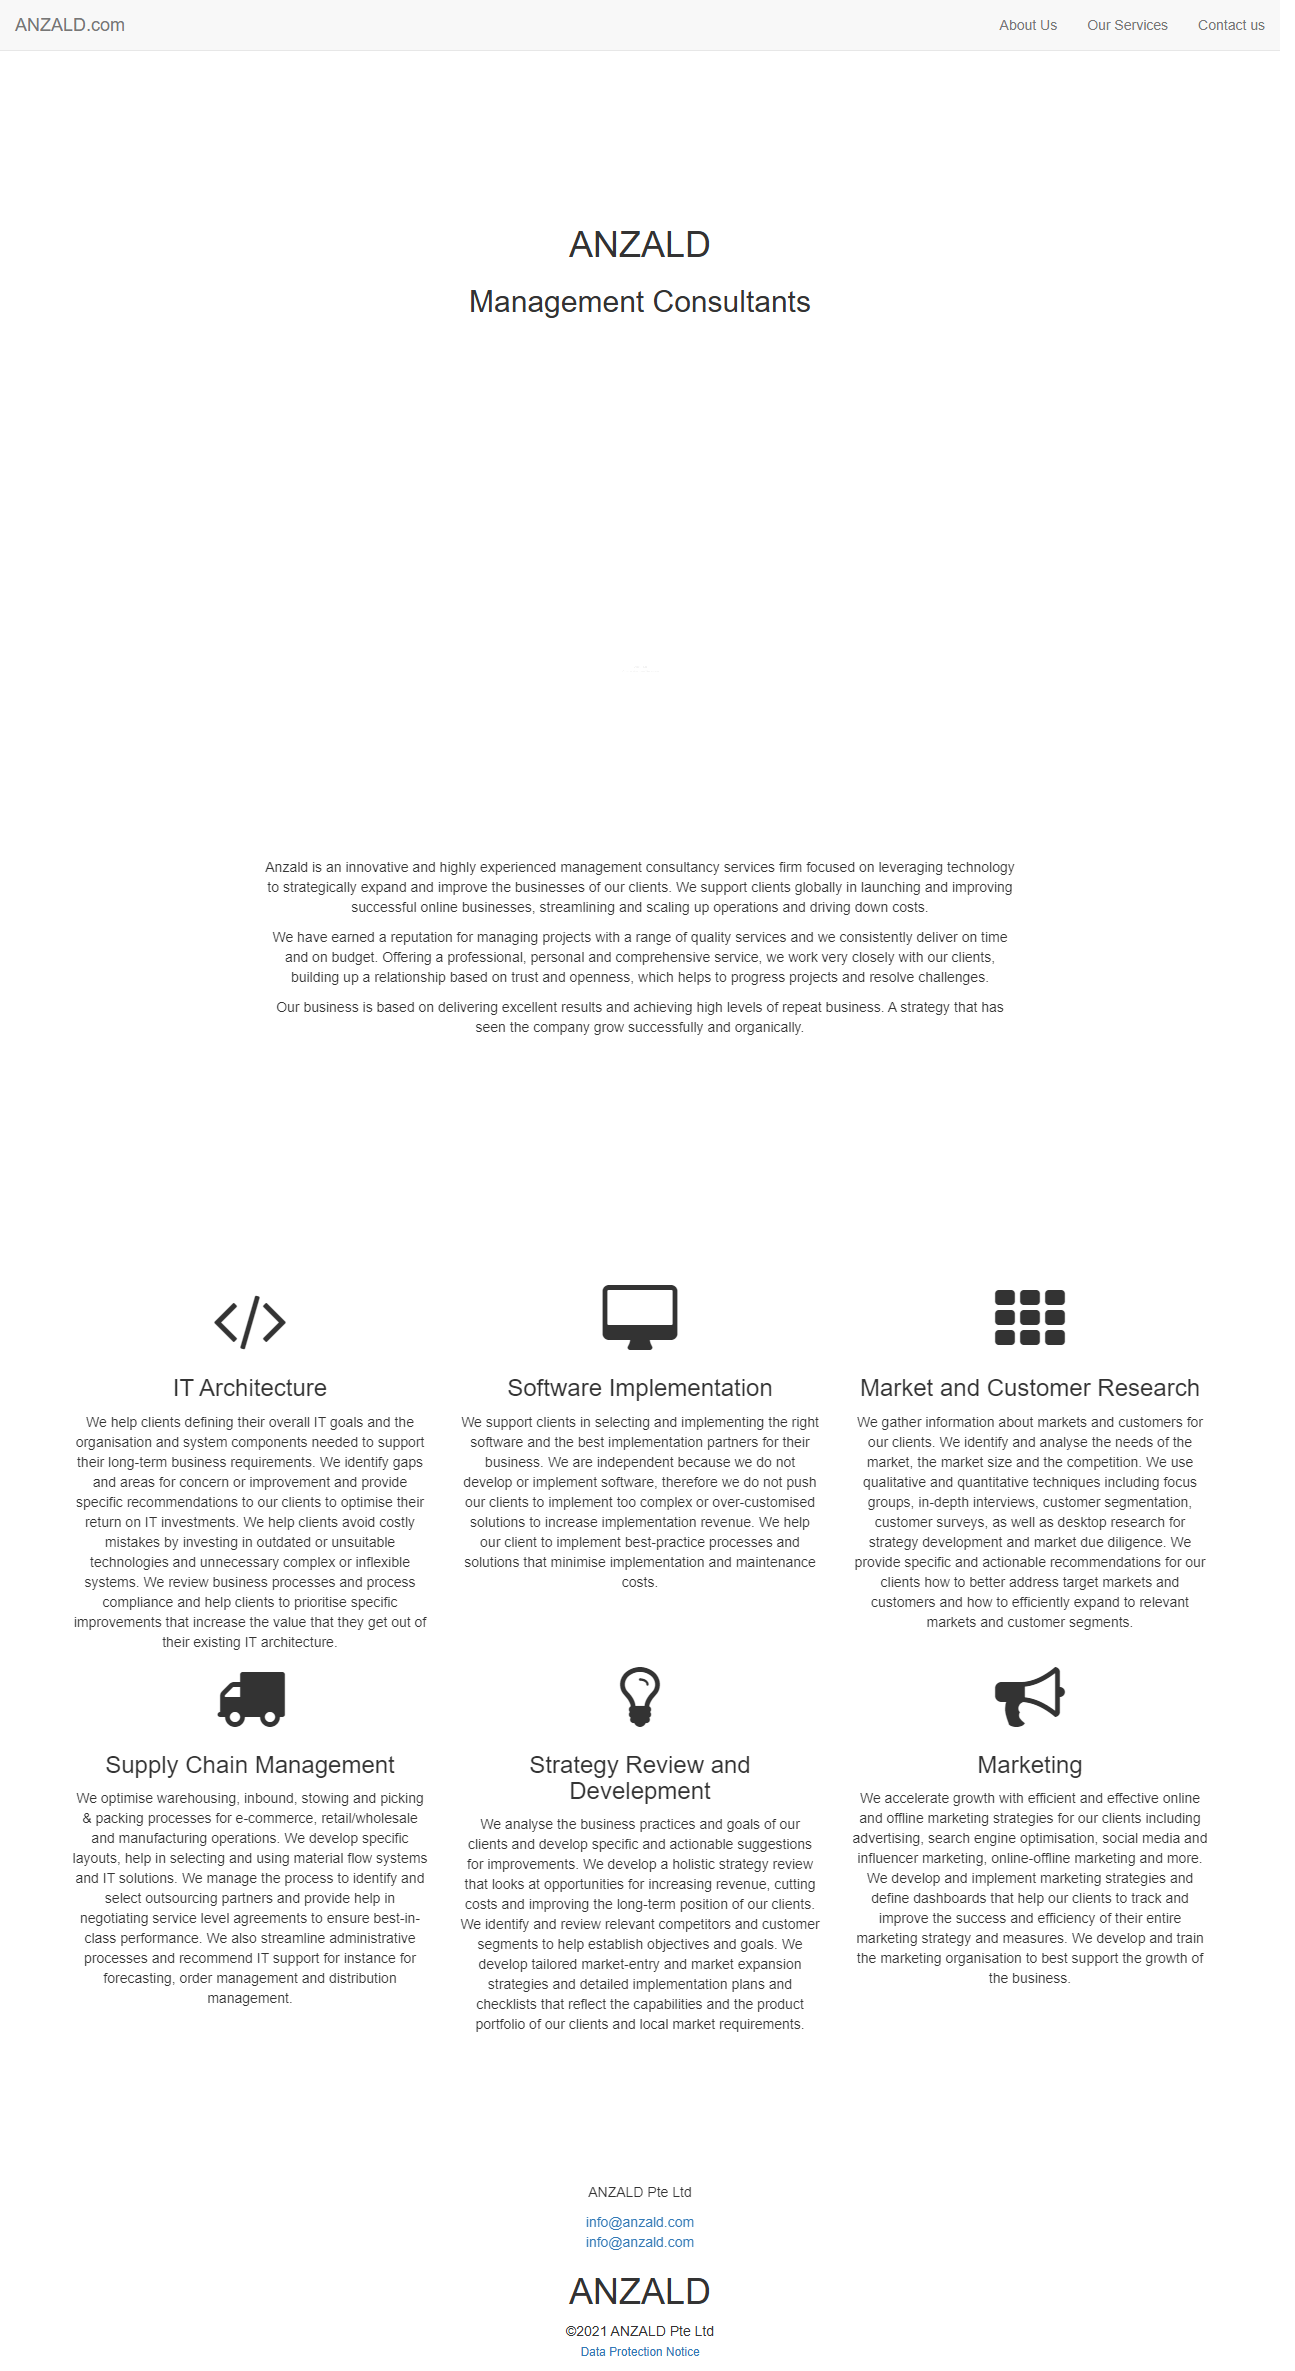 ANZALD.com
About Us
Our Services
Contact us
ANZALD
Management Consultants
Anzald is an innovative and highly experienced management consultancy services firm focused on leveraging technology
to strategically expand and improve the businesses of our clients. We support clients globally in launching and improving
successful online businesses, streamlining and scaling up operations and driving down costs.
We have earned a reputation for managing projects with a range of quality services and we consistently deliver on time
and on budget. Offering a professional, personal and comprehensive service, we work very closely with our clients,
building up a relationship based on trust and openness, which helps to progress projects and resolve challenges.
Our business is based on delivering excellent results and achieving high levels of repeat business. A strategy that has
seen the company grow successfully and organically.
IT Architecture
We help clients defining their overall IT goals and the
organisation and system components needed to support
their long-term business requirements. We identify gaps
and areas for concern or improvement and provide
specific recommendations to our clients to optimise their
return on IT investments. We help clients avoid costly
mistakes by investing in outdated or unsuitable
technologies and unnecessary complex or inflexible
systems. We review business processes and process
compliance and help clients to prioritise specific
improvements that increase the value that they get out of
their existing IT architecture.
Software Implementation
We support clients in selecting and implementing the right
software and the best implementation partners for their
business. We are independent because we do not
develop or implement software, therefore we do not push
our clients to implement too complex or over-customised
solutions to increase implementation revenue. We help
our client to implement best-practice processes and
solutions that minimise implementation and maintenance
costs.
Market and Customer Research
We gather information about markets and customers for
our clients. We identify and analyse the needs of the
market, the market size and the competition. We use
qualitative and quantitative techniques including focus
groups, in-depth interviews, customer segmentation,
customer surveys, as well as desktop research for
strategy development and market due diligence. We
provide specific and actionable recommendations for our
clients how to better address target markets and
customers and how to efficiently expand to relevant
markets and customer segments.
Supply Chain Management
We optimise warehousing, inbound, stowing and picking
& packing processes for e-commerce, retail/wholesale
and manufacturing operations. We develop specific
layouts, help in selecting and using material flow systems
and IT solutions. We manage the process to identify and
select outsourcing partners and provide help in
negotiating service level agreements to ensure best-in-
class performance. We also streamline administrative
processes and recommend IT support for instance for
forecasting, order management and distribution
management.
Strategy Review and
Develepment
We analyse the business practices and goals of our
clients and develop specific and actionable suggestions
for improvements. We develop a holistic strategy review
that looks at opportunities for increasing revenue, cutting
costs and improving the long-term position of our clients.
We identify and review relevant competitors and customer
segments to help establish objectives and goals. We
develop tailored market-entry and market expansion
strategies and detailed implementation plans and
checklists that reflect the capabilities and the product
portfolio of our clients and local market requirements.
Marketing
We accelerate growth with efficient and effective online
and offline marketing strategies for our clients including
advertising, search engine optimisation, social media and
influencer marketing, online-offline marketing and more.
We develop and implement marketing strategies and
define dashboards that help our clients to track and
improve the success and efficiency of their entire
marketing strategy and measures. We develop and train
the marketing organisation to best support the growth of
the business.
ANZALD Pte Ltd
info@anzald.com
info@anzald.com
ANZALD
©2021 ANZALD Pte Ltd
Data Protection Notice